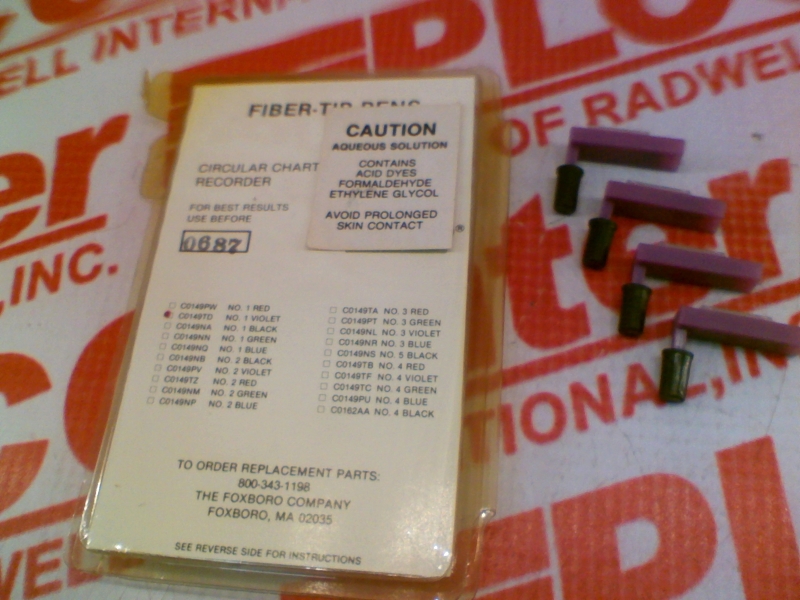 ELL INTERN
PLC
OF RADWEL
er
,INC.
FIBER-TIP PENS
CAUTION
AQUEOUS SOLUTION
CONTAINS
ACID DYES
FORMALDEHYDE
ETHYLENE GLYCOL
AVOID PROLONGED
SKIN CONTACT
CIRCULAR CHART
RECORDER
FOR BEST RESULTS
USE BEFORE
0687
®
☐ C0149PW NO. 1 RED
C0149TD NO. 1 VIOLET
☐ C0149NA NO. 1 BLACK
☐ C0149NN NO. 1 GREEN
☐ C0149NQ NO. 1 BLUE
☐ C0149NB NO. 2 BLACK
☐ C0149PV NO. 2 VIOLET
☐ C0149TZ NO. 2 RED
☐ C0149NM NO. 2 GREEN
☐ C0149NP NO. 2 BLUE
☐ C0149TA NO. 3 RED
☐ C0149PT NO. 3 GREEN
☐ C0149NL NO. 3 VIOLET
☐ C0149NR NO. 3 BLUE
☐ C0149NS NO. 5 BLACK
☐ C0149TB NO. 4 RED
☐ C0149TF NO. 4 VIOLET
☐ C0149TC NO. 4 GREEN
☐ C0149PU NO. 4 BLUE
☐ C0162AA NO. 4 BLACK
TO ORDER REPLACEMENT PARTS:
800-343-1198
THE FOXBORO COMPANY
FOXBORO, MA 02035
SEE REVERSE SIDE FOR INSTRUCTIONS
ter
TIONAL, IN
RADWELL